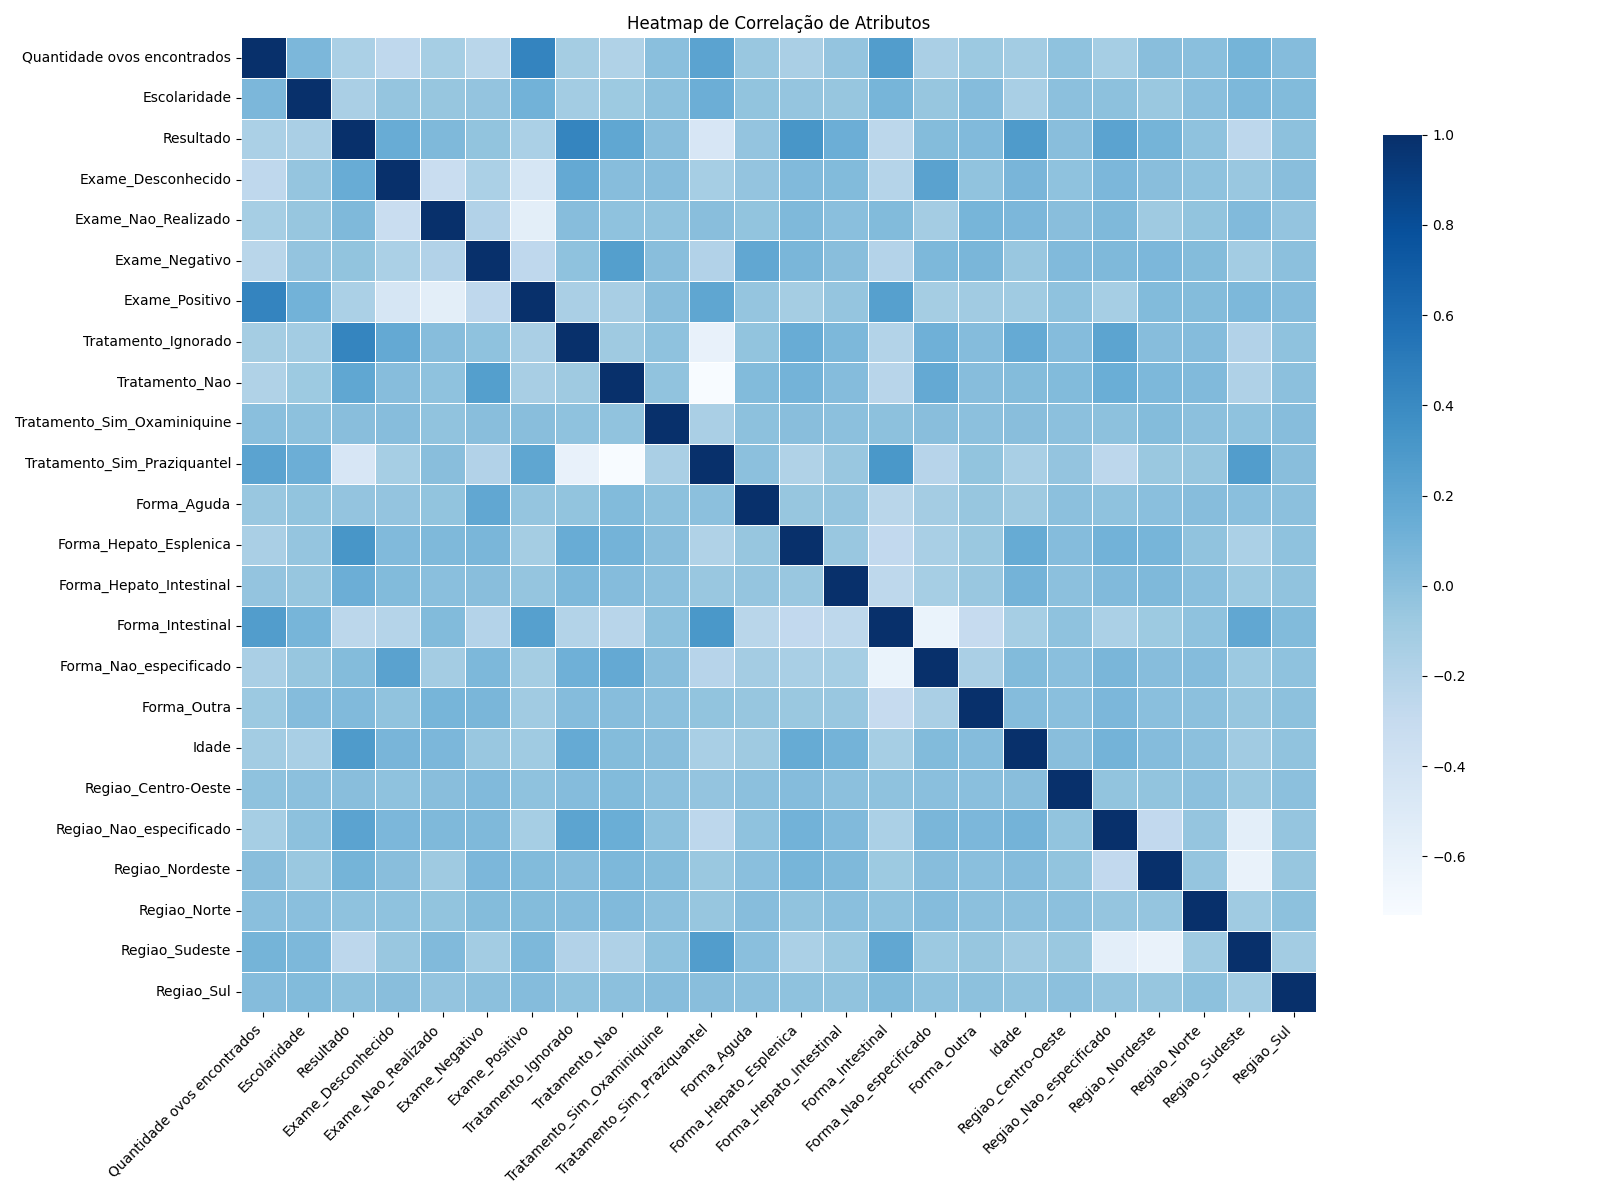 Heatmap de Correlação de Atributos
Quantidade ovos encontrados
Escolaridade
Resultado
Exame_Desconhecido
Exame_Nao_Realizado
Exame_Negativo
Exame_Positivo
Tratamento_Ignorado
Tratamento_Nao
Tratamento_Sim_Oxaminiquine
Tratamento_Sim_Praziquantel
Forma_Aguda
Forma_Hepato_Esplenica
Forma_Hepato_Intestinal
Forma_Intestinal
Forma_Nao_especificado
Forma_Outra
Idade
Regiao_Centro-Oeste
Regiao_Nao_especificado
Regiao_Nordeste
Regiao_Norte
Regiao_Sudeste
Regiao_Sul
Quantidade ovos encontrados
Escolaridade
Resultado
Exame_Desconhecido
Exame_Nao_Realizado
Exame_Negativo
Exame_Positivo
Tratamento_Ignorado
Tratamento_Nao
Tratamento_Sim_Oxaminiquine
Tratamento_Sim_Praziquantel
Forma_Aguda
Forma_Hepato_Esplenica
Forma_Hepato_Intestinal
Forma_Intestinal
Forma_Nao_especificado
Forma_Outra
Idade
Regiao_Centro-Oeste
Regiao_Nao_especificado
Regiao_Nordeste
Regiao_Norte
Regiao_Sudeste
Regiao_Sul
1.0
0.8
0.6
0.4
0.2
0.0
−0.2
−0.4
−0.6